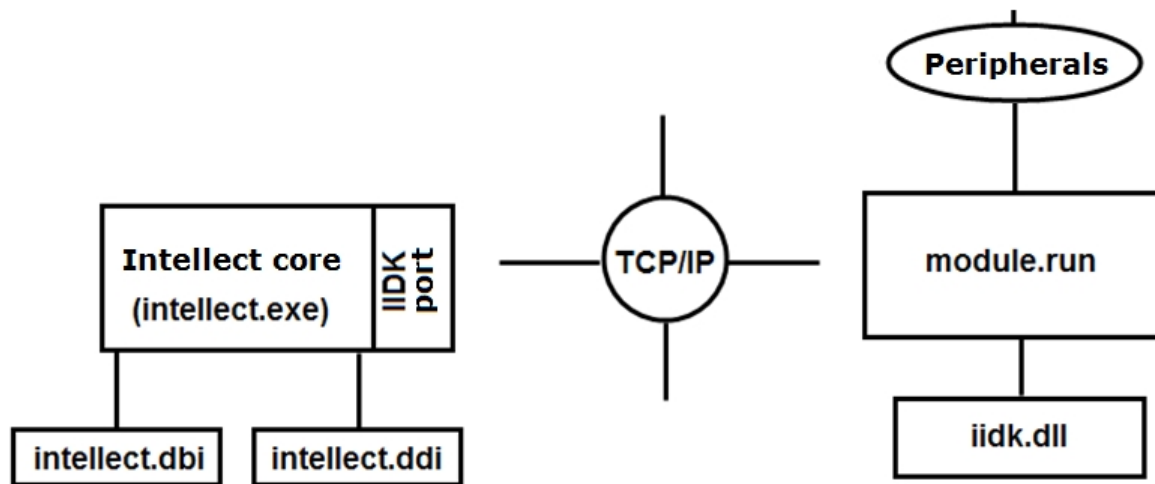 Peripherals
Intellect core
(intellect.exe)
IIDK
port
TCP/IP
module.run
intellect.dbi
intellect.ddi
iidk.dll